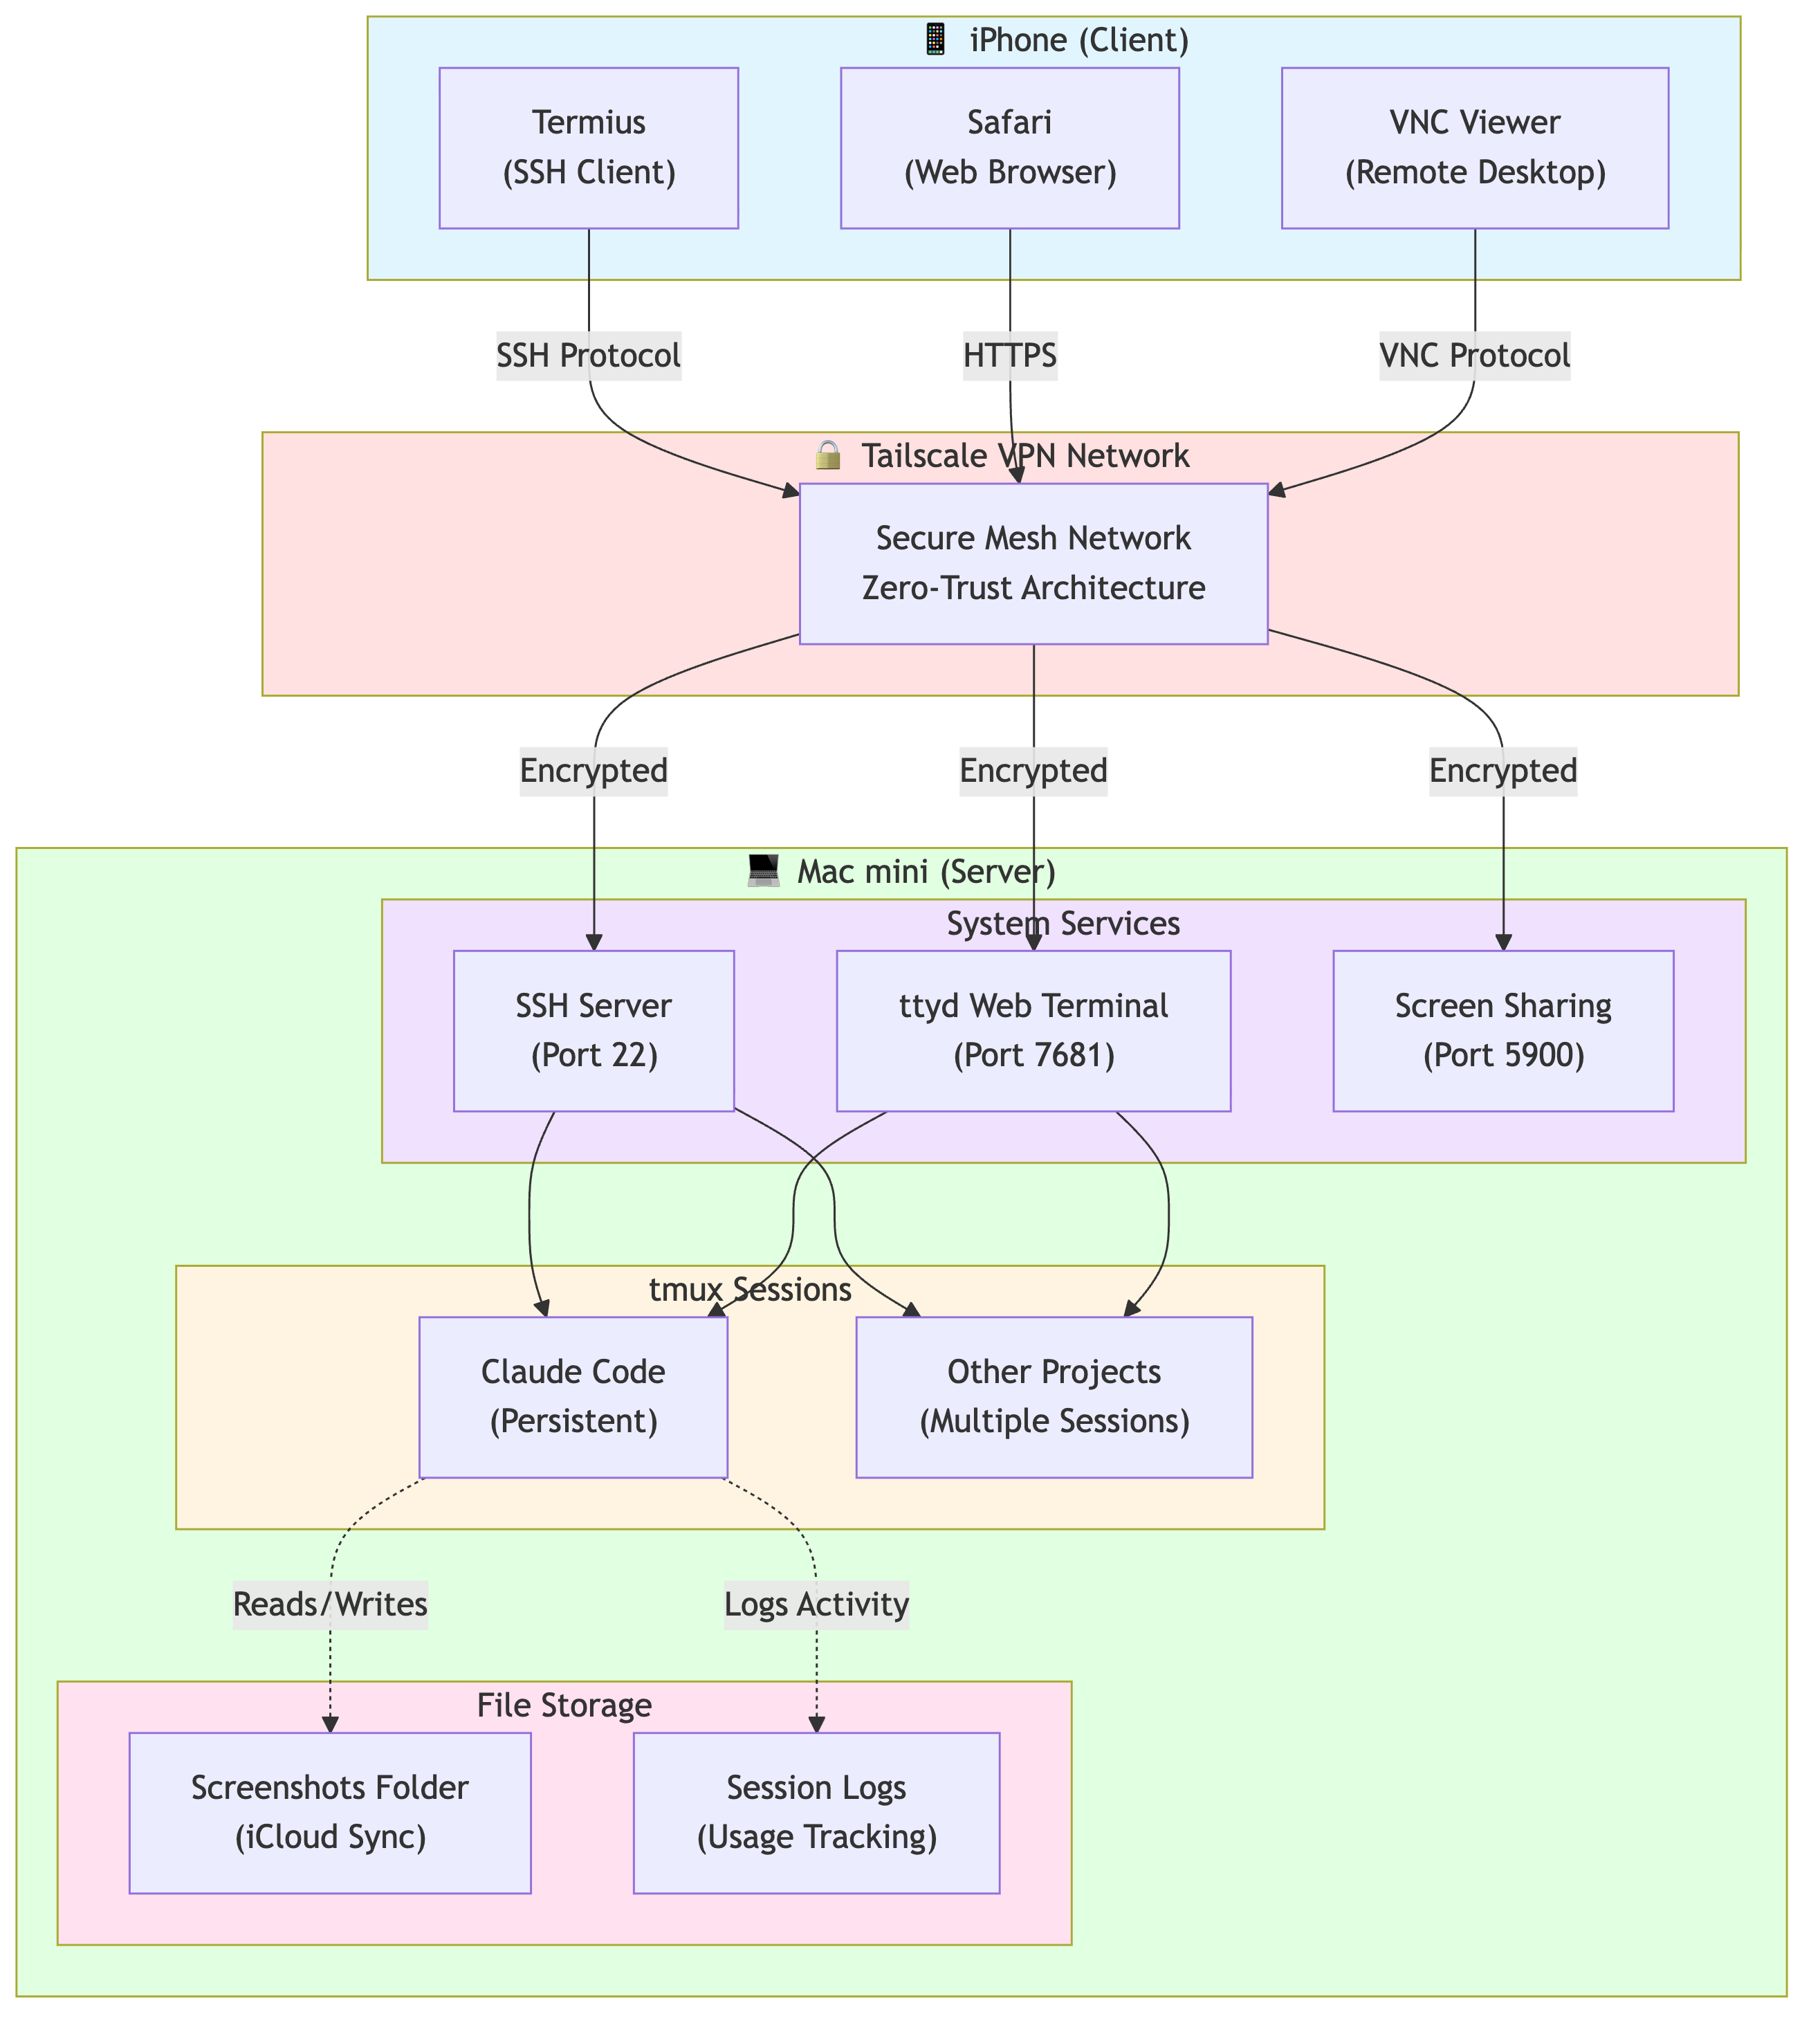 📱 iPhone (Client)
Termius
(SSH Client)
Safari
(Web Browser)
VNC Viewer
(Remote Desktop)
SSH Protocol
HTTPS
VNC Protocol
🔒 Tailscale VPN Network
Secure Mesh Network
Zero-Trust Architecture
Encrypted
Encrypted
Encrypted
💻 Mac mini (Server)
System Services
SSH Server
(Port 22)
ttyd Web Terminal
(Port 7681)
Screen Sharing
(Port 5900)
tmux Sessions
Claude Code
(Persistent)
Other Projects
(Multiple Sessions)
Reads/Writes
Logs Activity
File Storage
Screenshots Folder
(iCloud Sync)
Session Logs
(Usage Tracking)